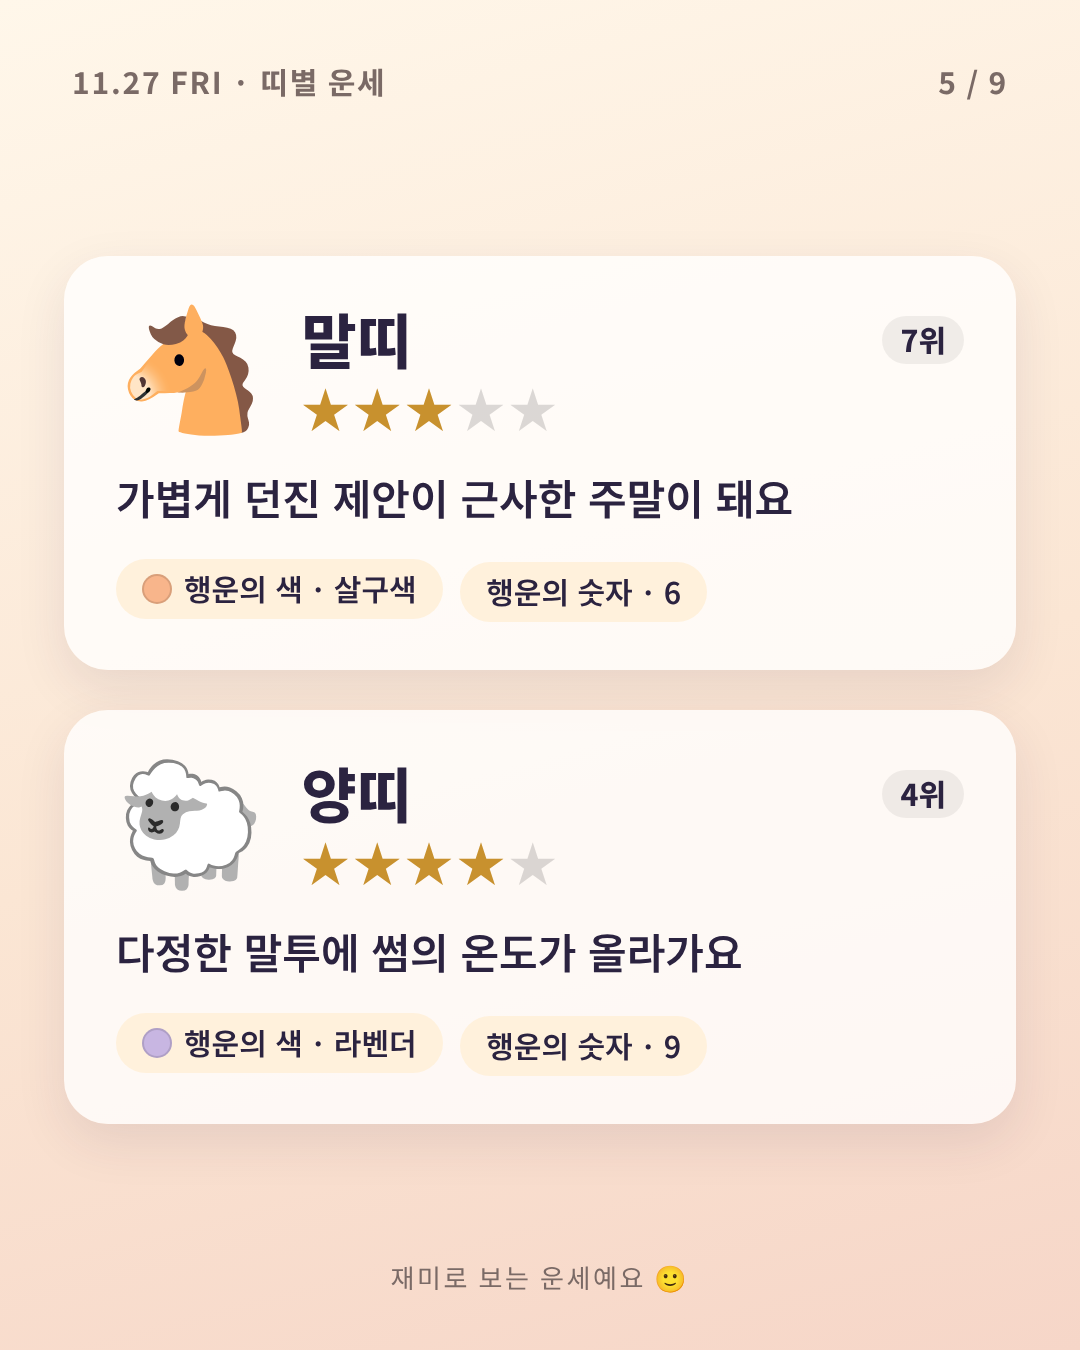 11.27 FRI · 띠별 운세
5 / 9
말띠
7위
★★★★★
가볍게 던진 제안이 근사한 주말이 돼요
행운의 색 · 살구색
행운의 숫자 · 6
양띠
4위
★★★★★
다정한 말투에 썸의 온도가 올라가요
행운의 색 · 라벤더
행운의 숫자 · 9
재미로 보는 운세예요 🙂